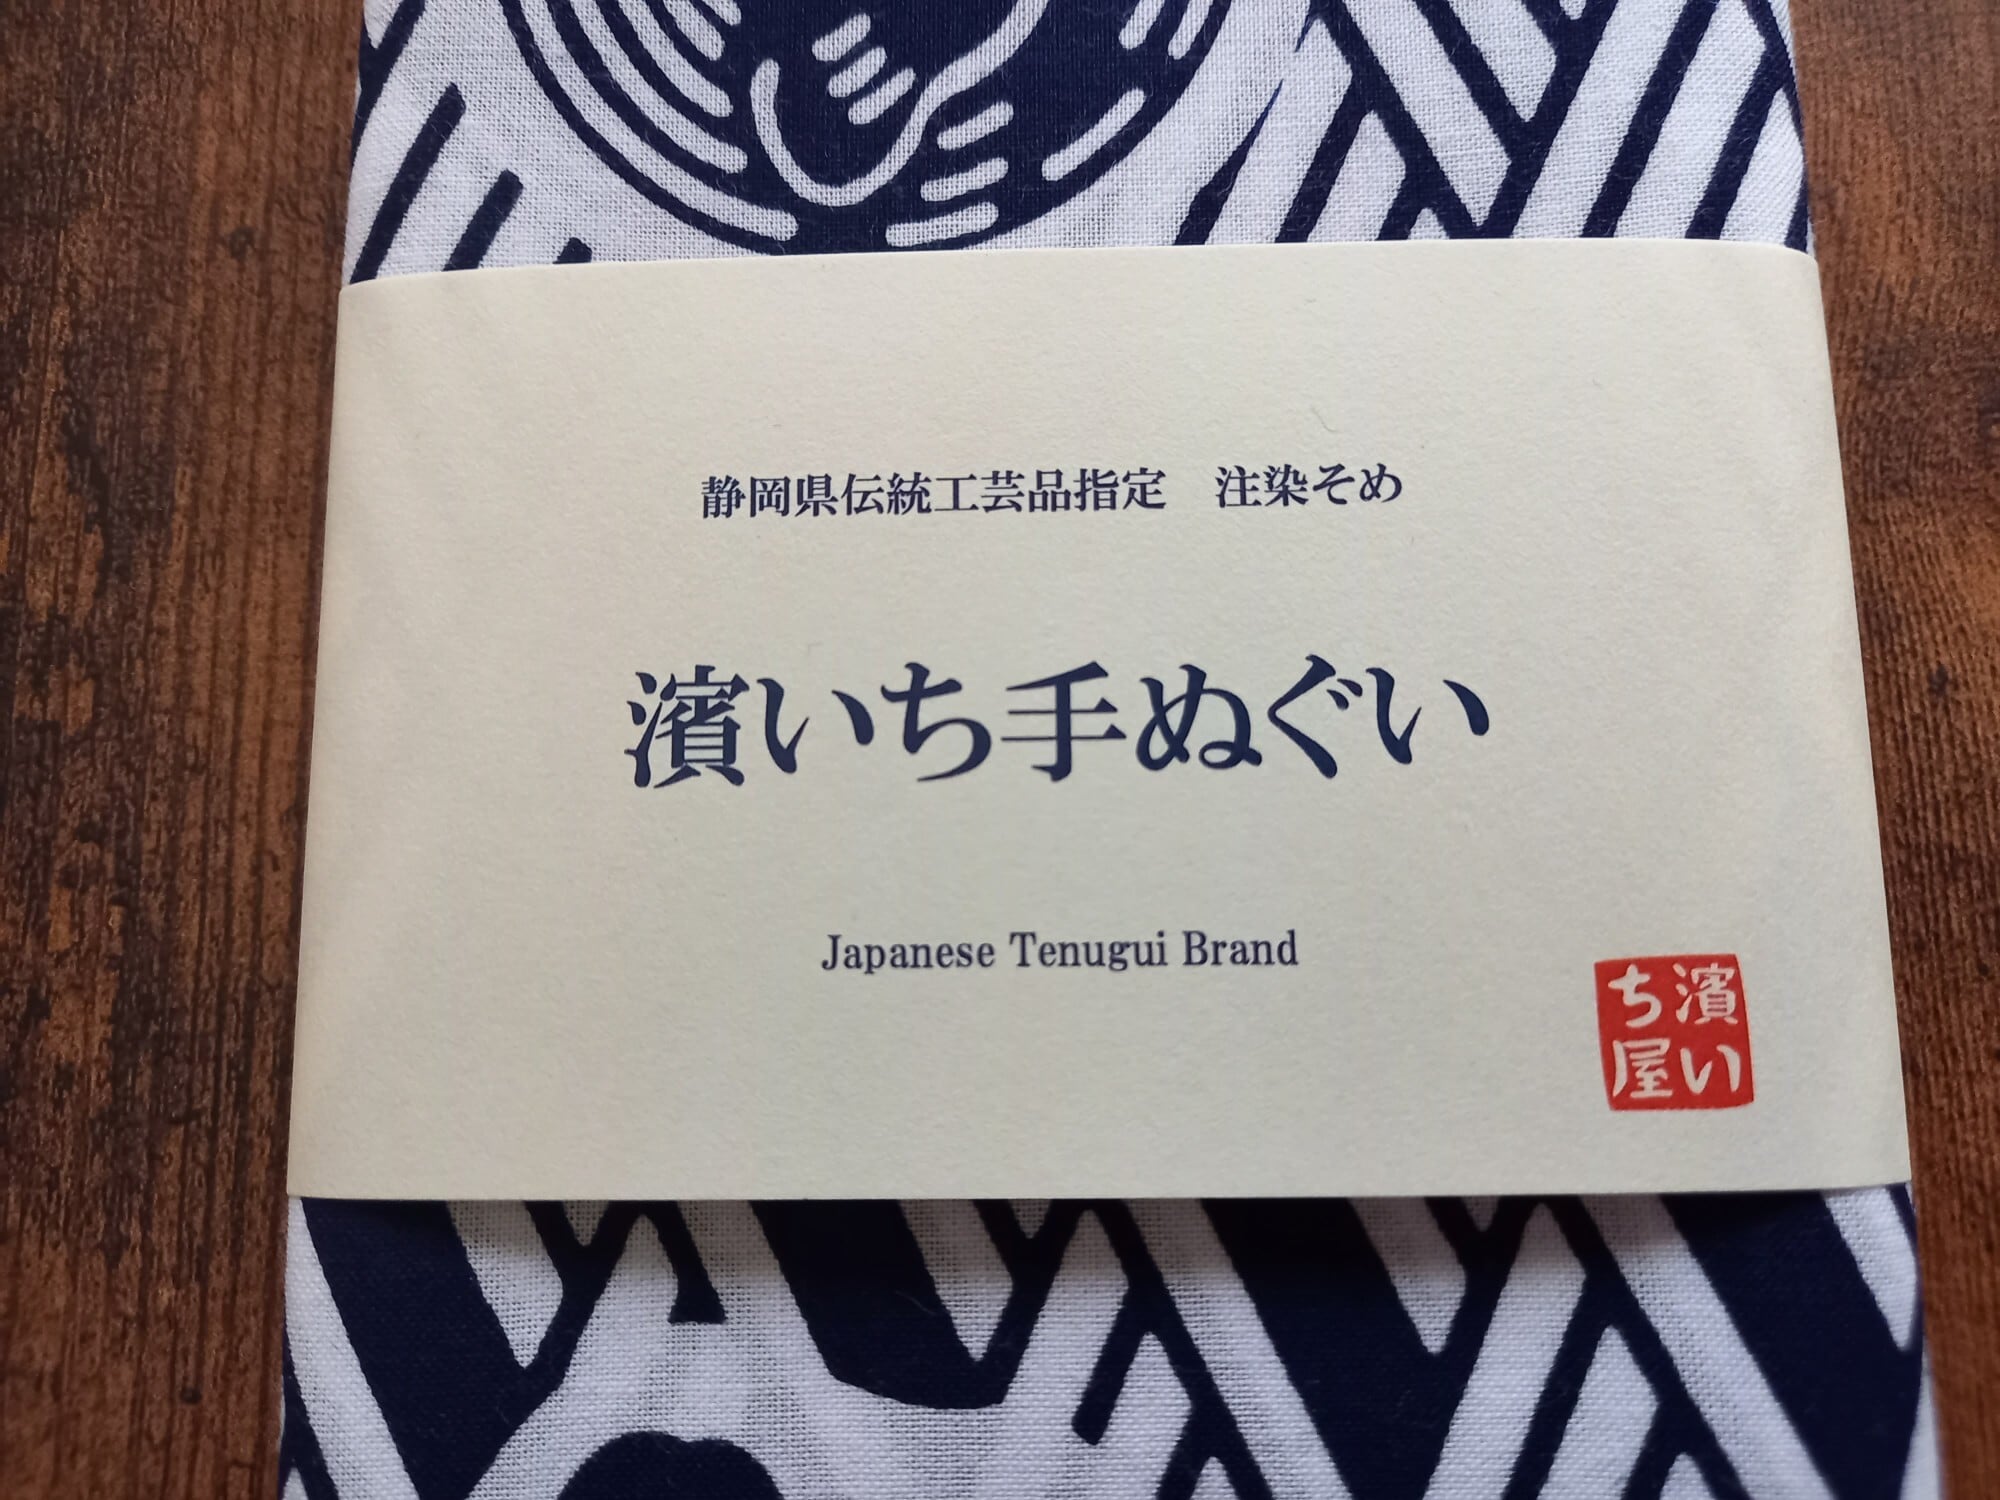 静岡県伝統工芸品指定　注染そめ
濱いち手ぬぐい
Japanese Tenugui Brand
濱い
ち屋